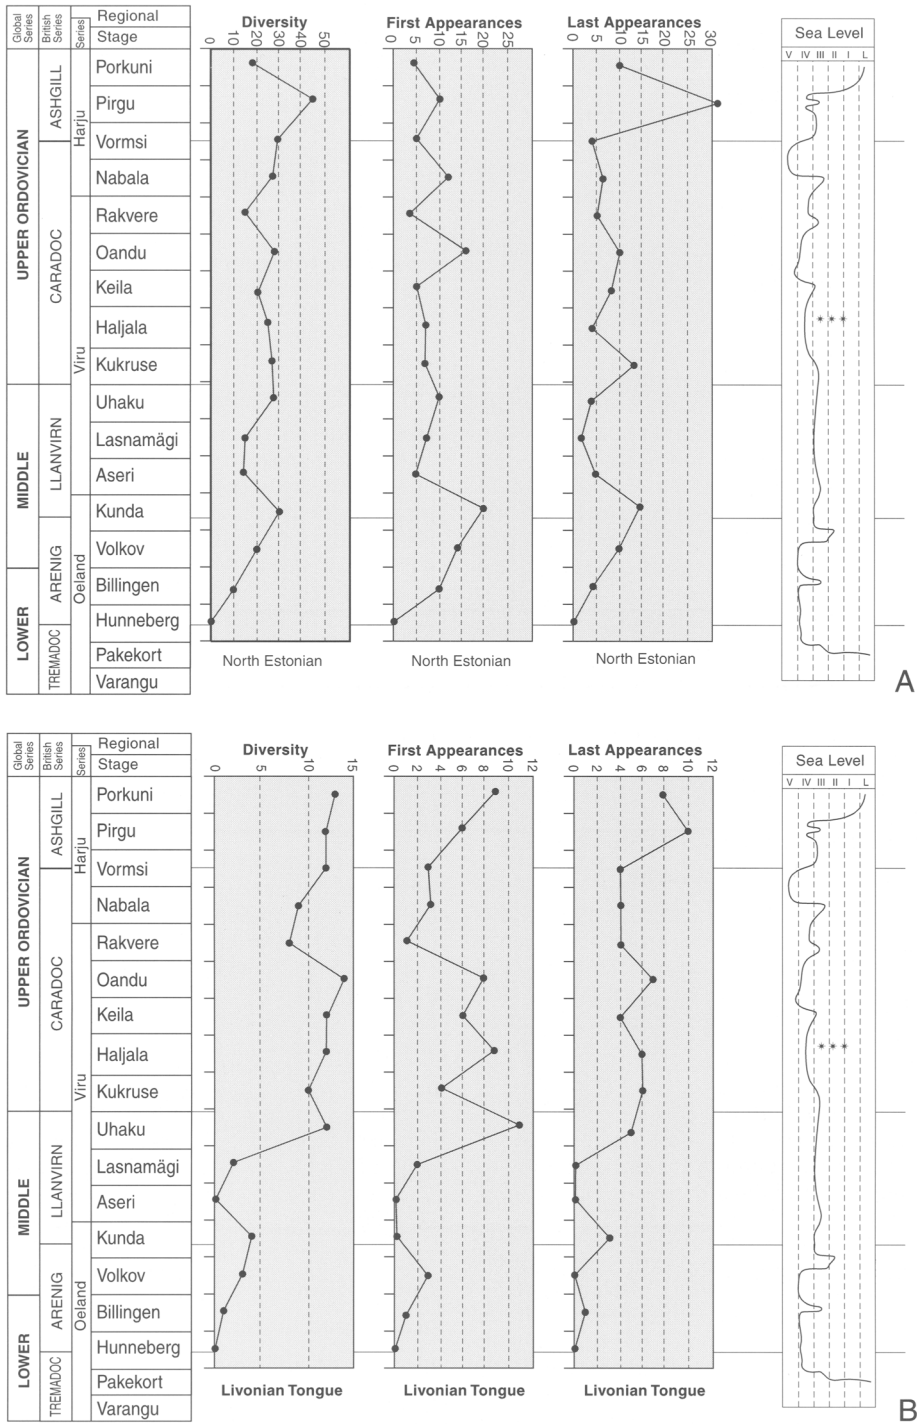 Global Series
British Series
Series
Regional
Stage
Diversity
First Appearances
Last Appearances
Sea Level
0 10 20 30 40 50
0 5 10 15 20 25
0 5 10 15 20 25 30
V IV III II I L
UPPER ORDOVICIAN
MIDDLE
LOWER
ASHGILL
CARADOC
LLANVIRN
ARENIG
TREMADOC
Harju
Viru
Oeland
Porkuni
Pirgu
Vormsi
Nabala
Rakvere
Oandu
Keila
Haljala
Kukruse
Uhaku
Lasnamägi
Aseri
Kunda
Volkov
Billingen
Hunneberg
Pakekort
Varangu
* * *
North Estonian
North Estonian
North Estonian
A
Global Series
British Series
Series
Regional
Stage
Diversity
First Appearances
Last Appearances
Sea Level
0 5 10 15
0 2 4 6 8 10 12
0 2 4 6 8 10 12
V IV III II I L
UPPER ORDOVICIAN
MIDDLE
LOWER
ASHGILL
CARADOC
LLANVIRN
ARENIG
TREMADOC
Harju
Viru
Oeland
Porkuni
Pirgu
Vormsi
Nabala
Rakvere
Oandu
Keila
Haljala
Kukruse
Uhaku
Lasnamägi
Aseri
Kunda
Volkov
Billingen
Hunneberg
Pakekort
Varangu
* * *
Livonian Tongue
Livonian Tongue
Livonian Tongue
B